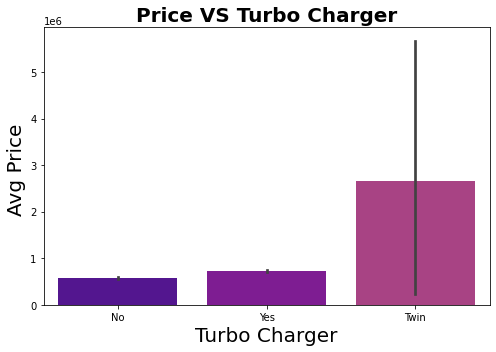 Price VS Turbo Charger
1e6
5
4
3
2
1
0
Avg Price
No Yes Twin
Turbo Charger